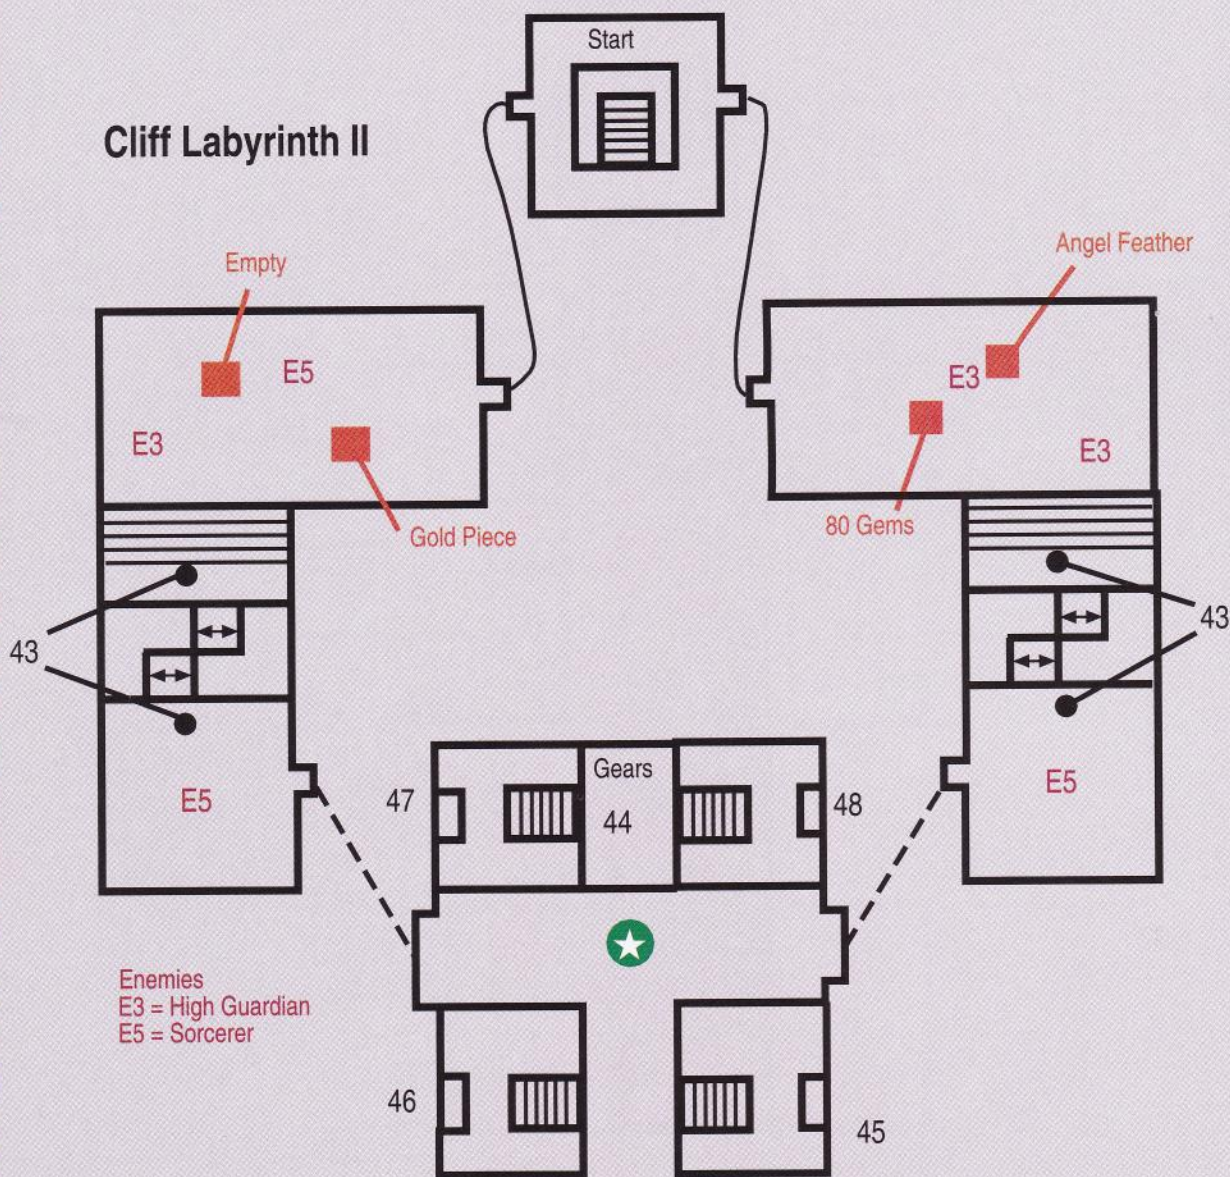 Start
Cliff Labyrinth II
Empty
Angel Feather
E5
E3
E3
E3
Gold Piece
80 Gems
43
43
Gears
47
44
48
E5
E5
Enemies
E3 = High Guardian
E5 = Sorcerer
46
45